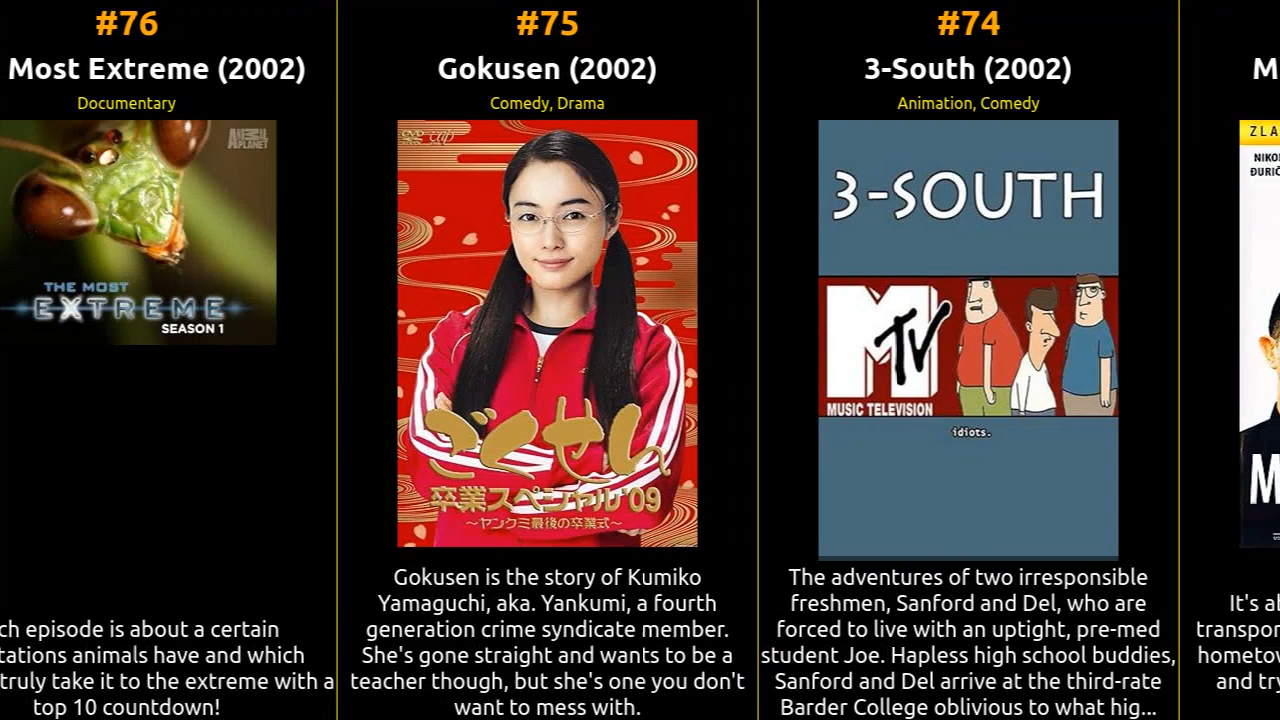 #76
Most Extreme (2002)
Documentary
ANIMAL
PLANET
THE MOST
EXTREME
SEASON 1
ch episode is about a certain
tations animals have and which
truly take it to the extreme with a
top 10 countdown!
#75
Gokusen (2002)
Comedy, Drama
DVD
ごくせん
卒業スペシャル'09
～ヤンクミ最後の卒業式～
Gokusen is the story of Kumiko
Yamaguchi, aka. Yankumi, a fourth
generation crime syndicate member.
She's gone straight and wants to be a
teacher though, but she's one you don't
want to mess with.
#74
3-South (2002)
Animation, Comedy
3-SOUTH
MTV
MUSIC TELEVISION
idiots.
The adventures of two irresponsible
freshmen, Sanford and Del, who are
forced to live with an uptight, pre-med
student Joe. Hapless high school buddies,
Sanford and Del arrive at the third-rate
Barder College oblivious to what hig...
M
ZLA
NIKO
ĐURIČ
M
It's a
transpor
hometow
and try